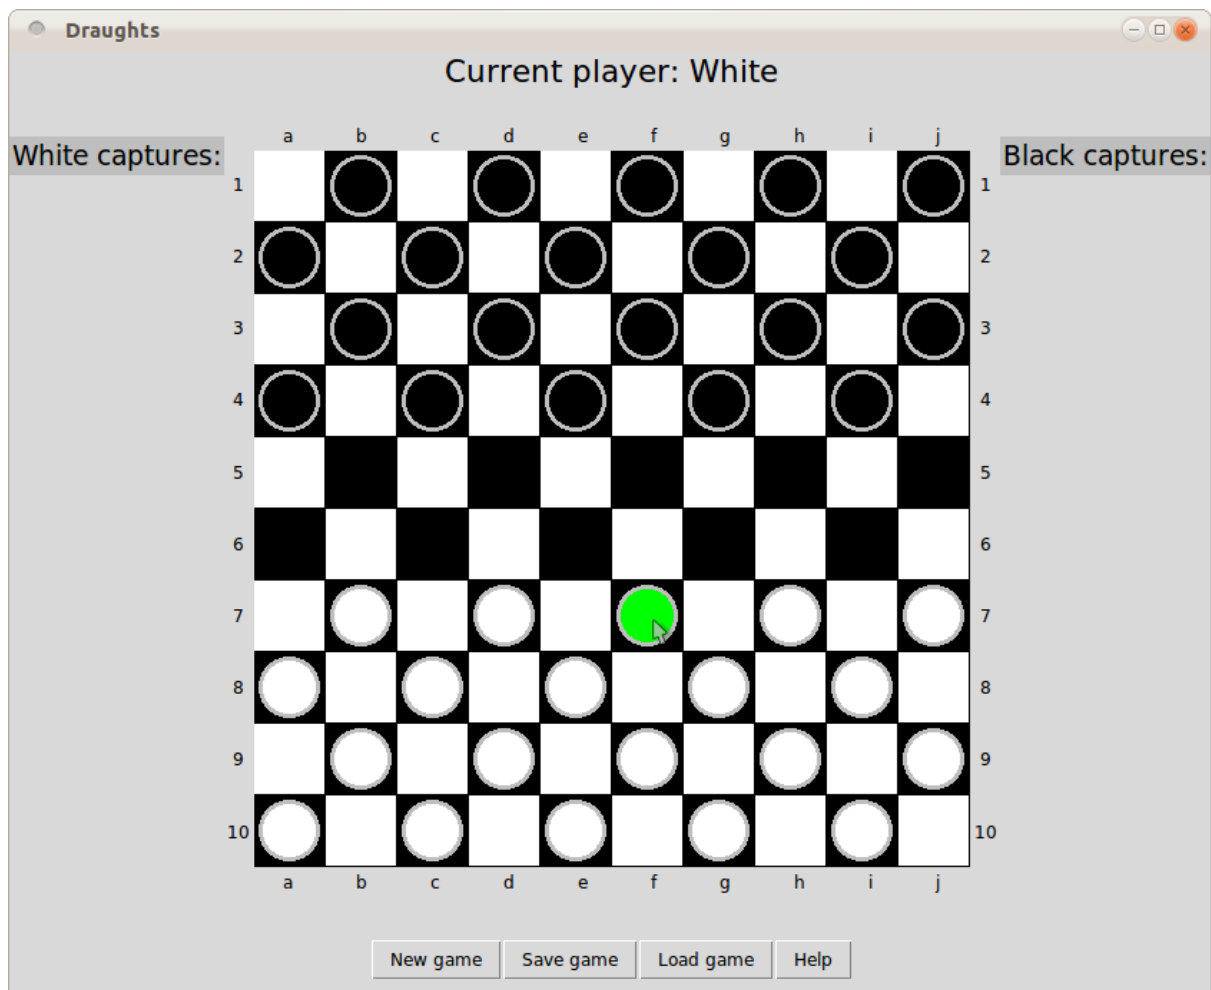 Draughts
Current player: White
a b c d e f g h i j
White captures:
Black captures:
1 1
2 2
3 3
4 4
5 5
6 6
7 7
8 8
9 9
10 10
a b c d e f g h i j
New game Save game Load game Help